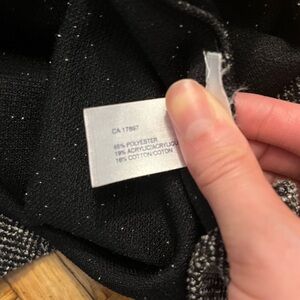 CA 17897
65% POLYESTER
19% ACRYLIC/ACRYLIQUE
16% COTTON/COTON